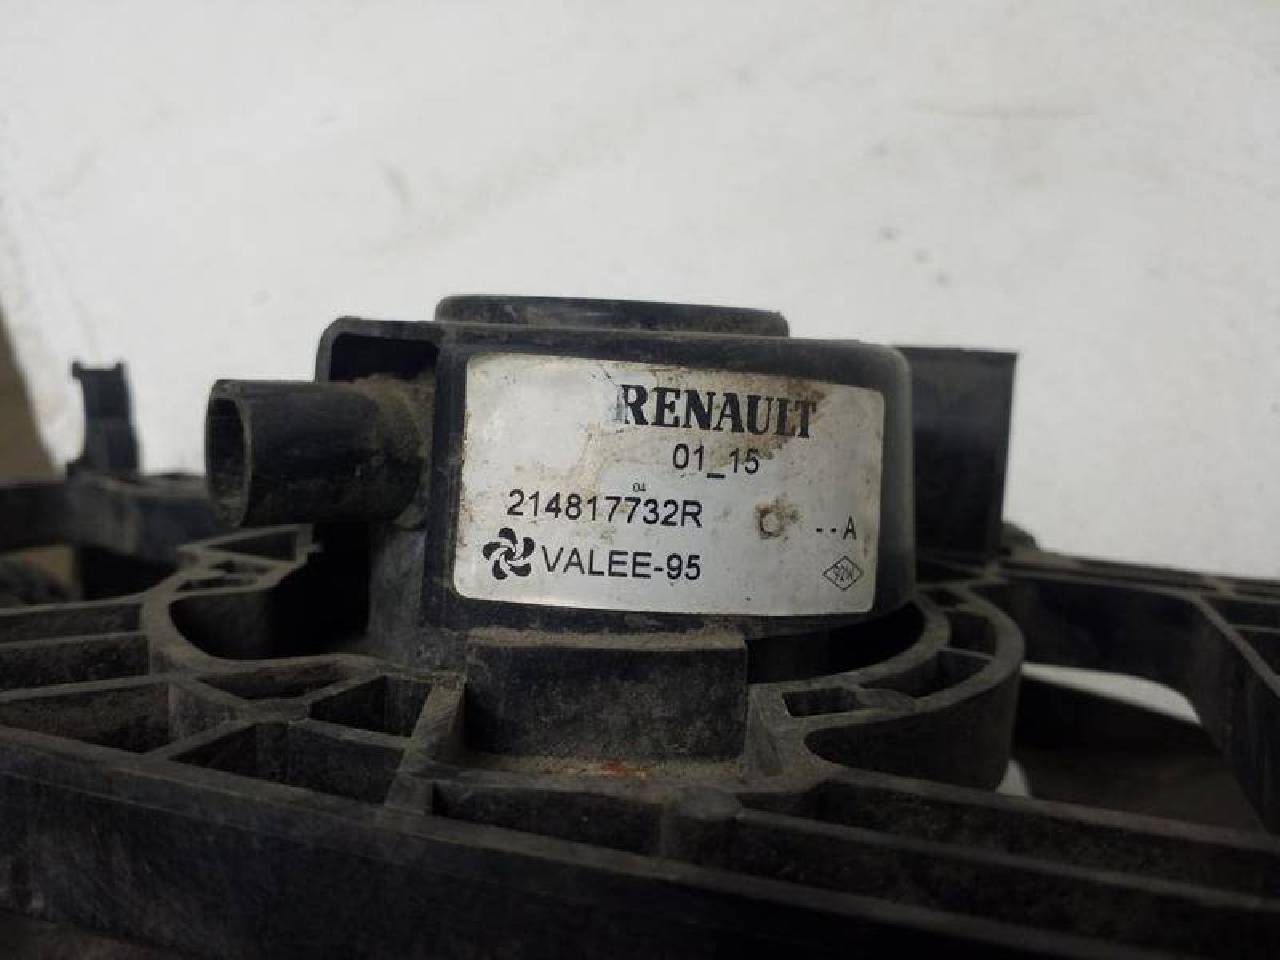 RENAULT
01_15
04
214817732R --A
VALEE-95